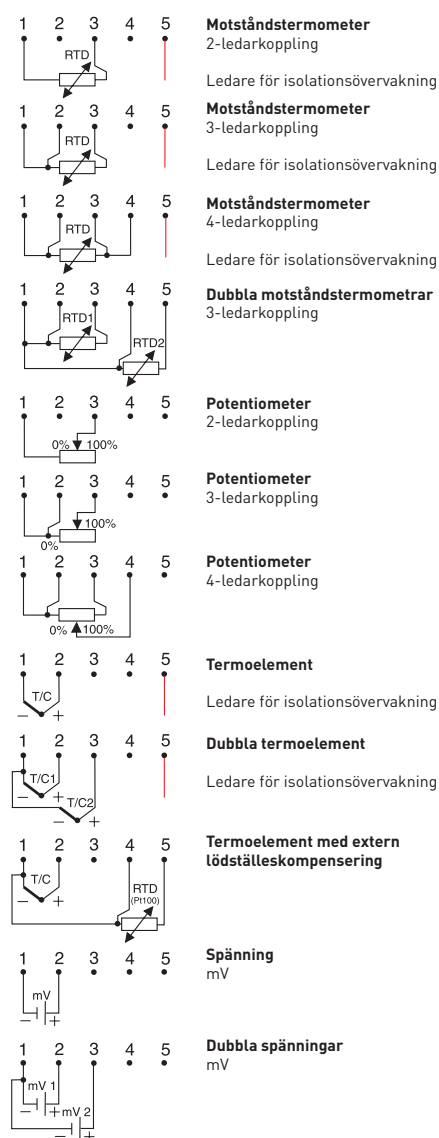 1 2 3 4 5
RTD
Motståndstermometer
2-ledarkoppling
Ledare för isolationsövervakning
1 2 3 4 5
RTD
Motståndstermometer
3-ledarkoppling
Ledare för isolationsövervakning
1 2 3 4 5
RTD
Motståndstermometer
4-ledarkoppling
Ledare för isolationsövervakning
1 2 3 4 5
RTD1
RTD2
Dubbla motståndstermometrar
3-ledarkoppling
1 2 3 4 5
0% 100%
Potentiometer
2-ledarkoppling
1 2 3 4 5
100%
0%
Potentiometer
3-ledarkoppling
1 2 3 4 5
0% 100%
Potentiometer
4-ledarkoppling
1 2 3 4 5
T/C
– +
Termoelement
Ledare för isolationsövervakning
1 2 3 4 5
T/C1
– +
T/C2
– +
Dubbla termoelement
Ledare för isolationsövervakning
1 2 3 4 5
T/C
– +
RTD
(Pt100)
Termoelement med extern
lödställeskompensering
1 2 3 4 5
mV
– +
Spänning
mV
1 2 3 4 5
mV 1
– +
mV 2
– +
Dubbla spänningar
mV